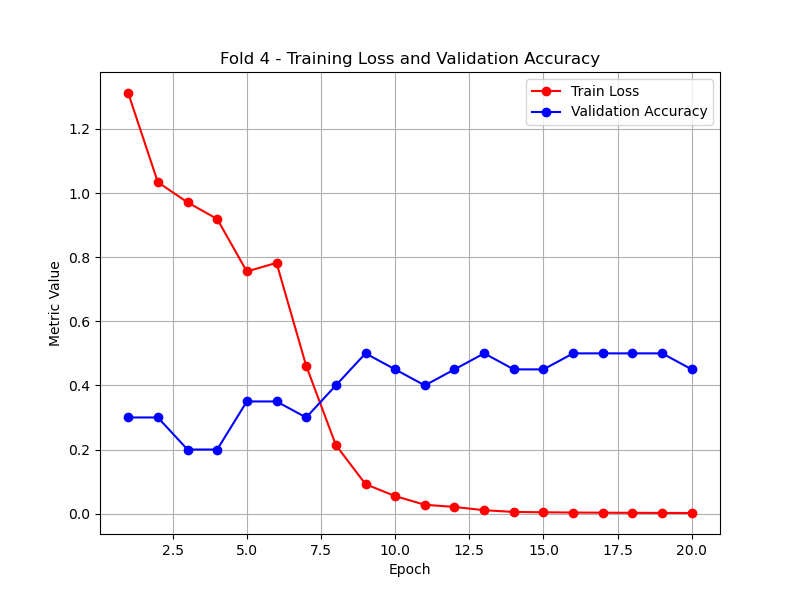 Fold 4 - Training Loss and Validation Accuracy
Train Loss
Validation Accuracy
Metric Value
1.2
1.0
0.8
0.6
0.4
0.2
0.0
2.5 5.0 7.5 10.0 12.5 15.0 17.5 20.0
Epoch